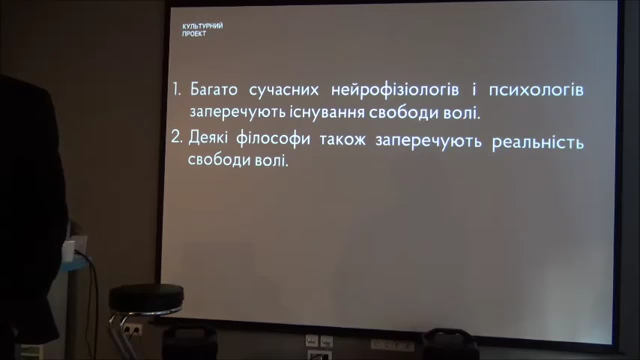 КУЛЬТУРНИЙ
ПРОЕКТ
1. Багато сучасних нейрофізіологів і психологів
заперечують існування свободи волі.
2. Деякі філософи також заперечують реальність
свободи волі.